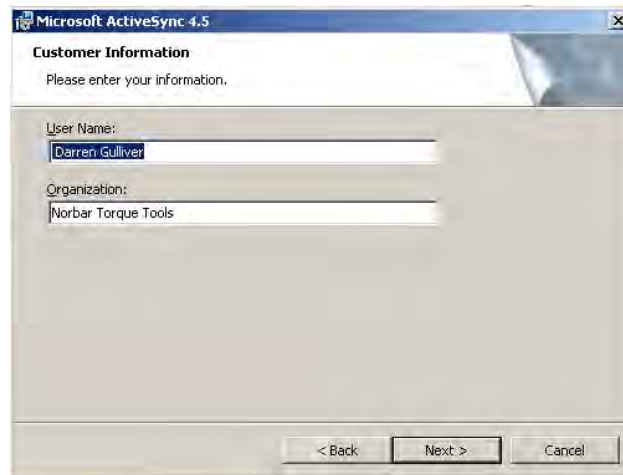 Microsoft ActiveSync 4.5
Customer Information
Please enter your information.
User Name:
Darren Gulliver
Organization:
Norbar Torque Tools
< Back Next > Cancel